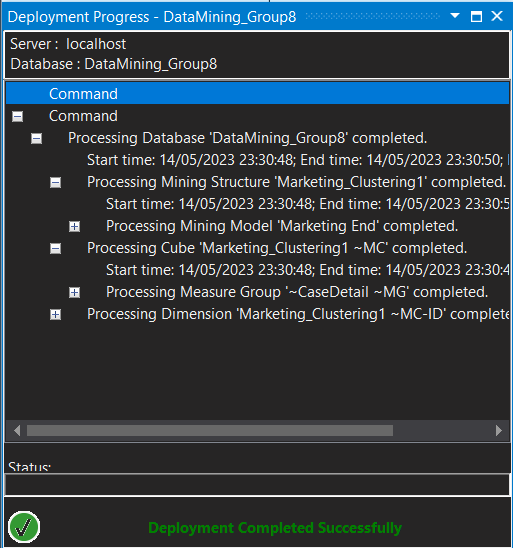 Deployment Progress - DataMining_Group8
Server : localhost
Database : DataMining_Group8
Command
Command
Processing Database 'DataMining_Group8' completed.
Start time: 14/05/2023 23:30:48; End time: 14/05/2023 23:30:50;
Processing Mining Structure 'Marketing_Clustering1' completed.
Start time: 14/05/2023 23:30:48; End time: 14/05/2023 23:30:5
Processing Mining Model 'Marketing End' completed.
Processing Cube 'Marketing_Clustering1 ~MC' completed.
Start time: 14/05/2023 23:30:48; End time: 14/05/2023 23:30:4
Processing Measure Group '~CaseDetail ~MG' completed.
Processing Dimension 'Marketing_Clustering1 ~MC-ID' complete
Status:
Deployment Completed Successfully